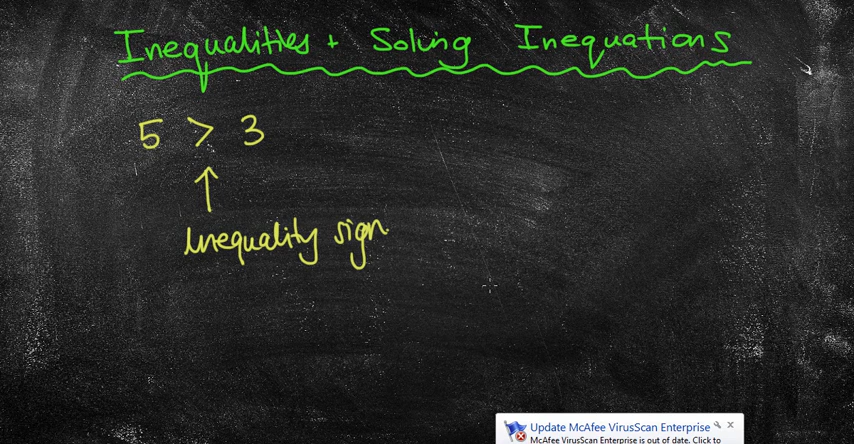 Inequalities + Solving Inequations
5 > 3
Inequality sign
Update McAfee VirusScan Enterprise
McAfee VirusScan Enterprise is out of date. Click to